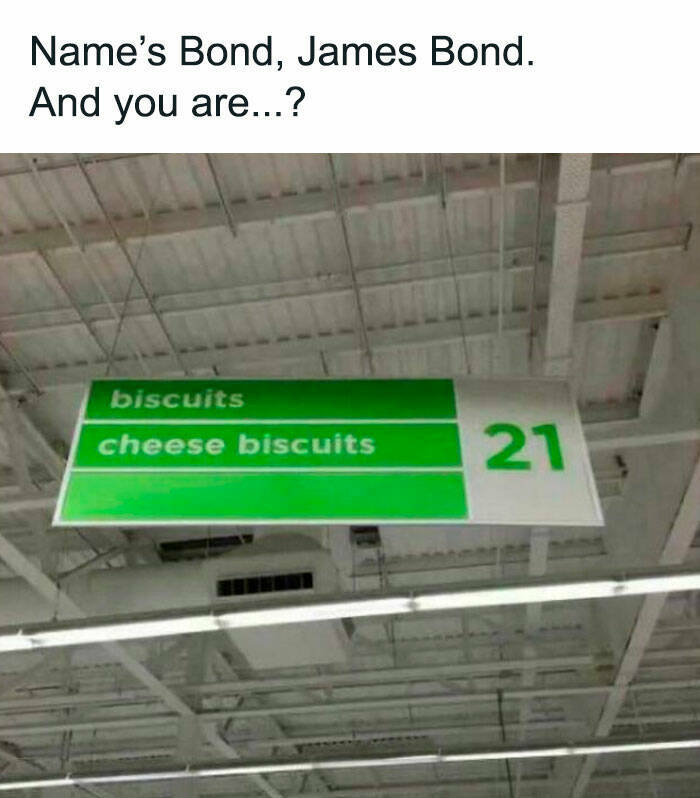 Name’s Bond, James Bond.
And you are...?
biscuits
cheese biscuits
21